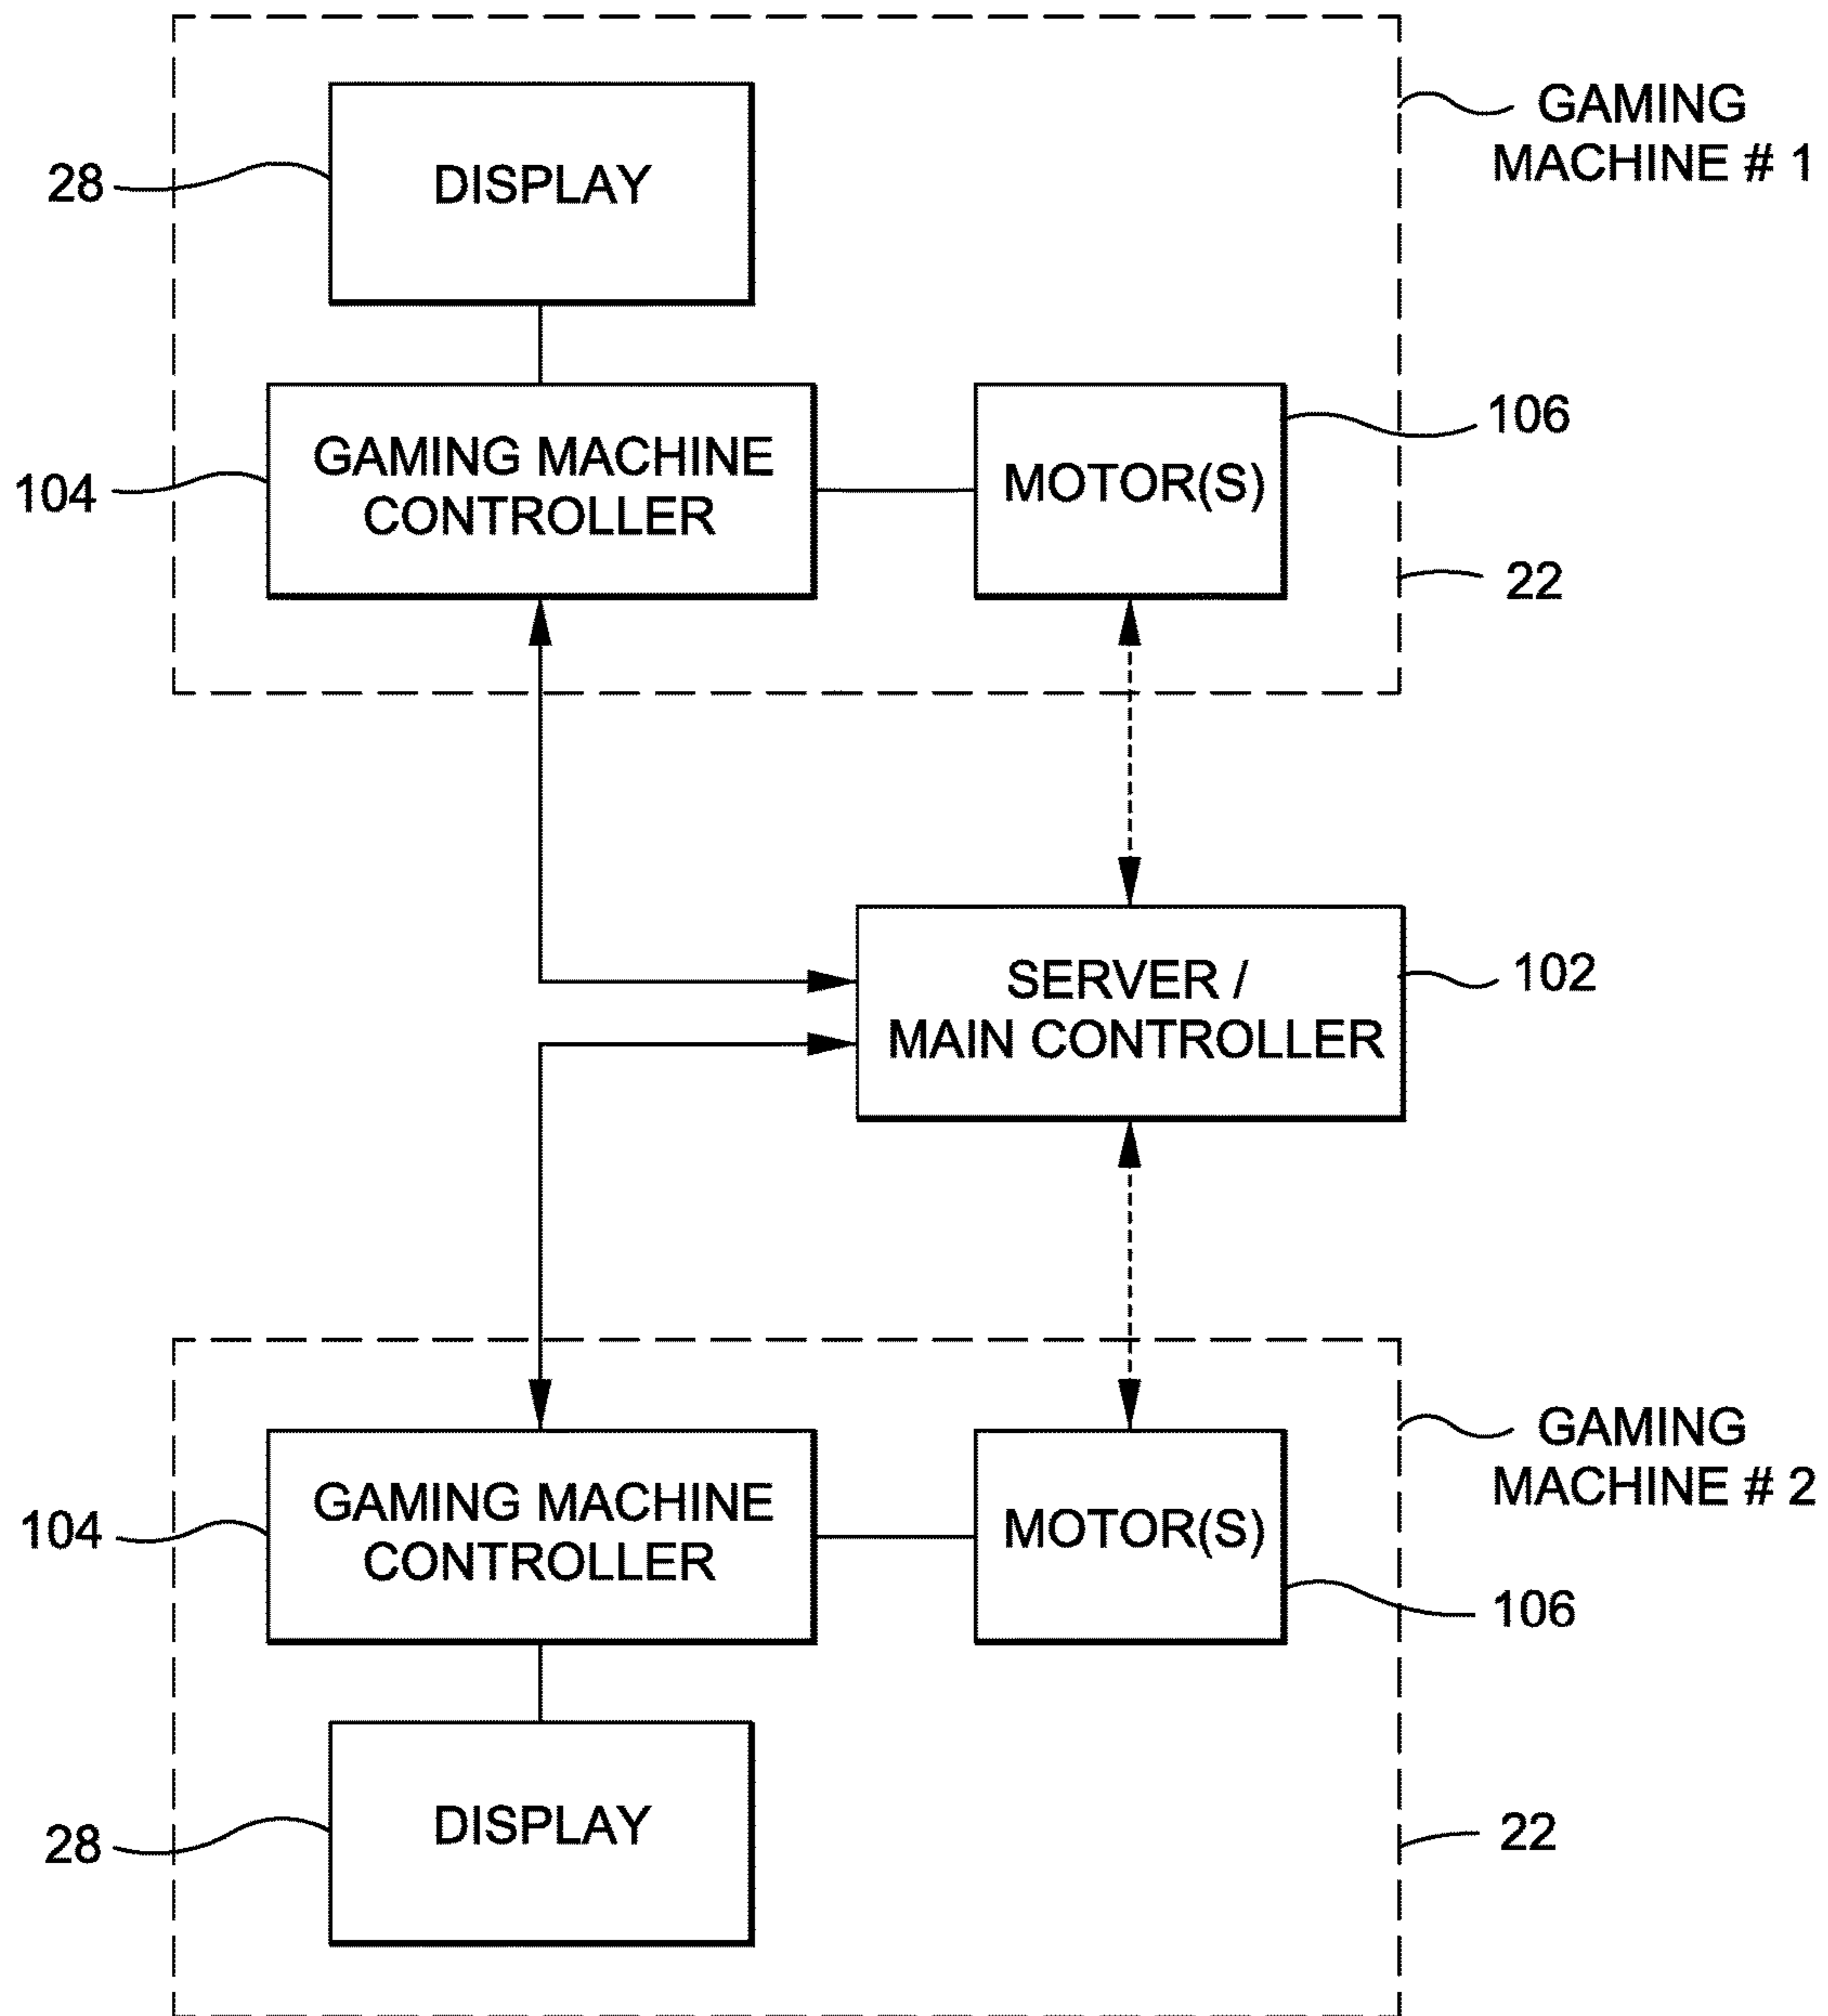 GAMING
MACHINE # 1
28
DISPLAY
106
104
GAMING MACHINE
CONTROLLER
MOTOR(S)
22
SERVER /
MAIN CONTROLLER
102
GAMING
MACHINE # 2
104
GAMING MACHINE
CONTROLLER
MOTOR(S)
106
28
DISPLAY
22